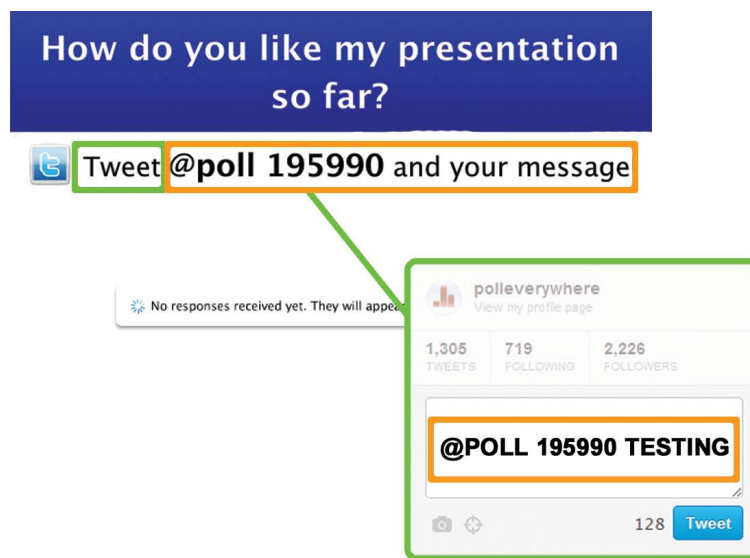 How do you like my presentation
so far?
Tweet @poll 195990 and your message
No responses received yet. They will appea
polleverywhere
View my profile page
1,305 719 2,226
TWEETS FOLLOWING FOLLOWERS
@POLL 195990 TESTING
128 Tweet